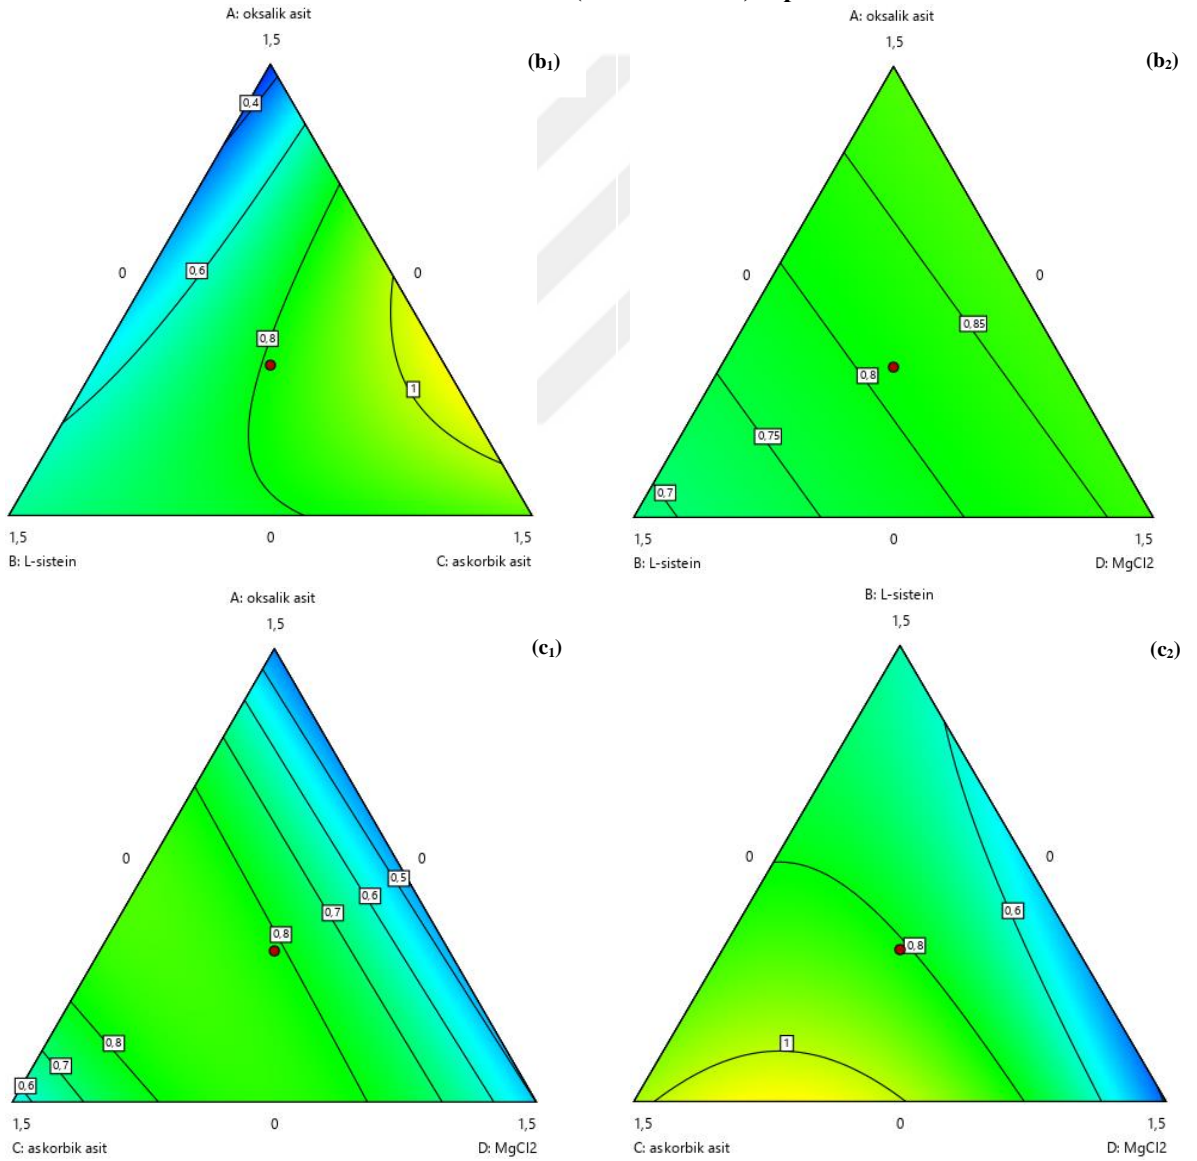 A: oksalik asit
1,5
(b1)
0,4
0
0
0,6
0,8
1
1,5
0
1,5
B: L-sistein
C: askorbik asit
A: oksalik asit
1,5
(b2)
0
0
0,85
0,8
0,75
0,7
1,5
0
1,5
B: L-sistein
D: MgCl2
A: oksalik asit
1,5
(c1)
0
0
0,5
0,6
0,7
0,8
0,8
0,7
0,6
1,5
0
1,5
C: askorbik asit
D: MgCl2
B: L-sistein
1,5
(c2)
0
0
0,6
0,8
1
1,5
0
1,5
C: askorbik asit
D: MgCl2